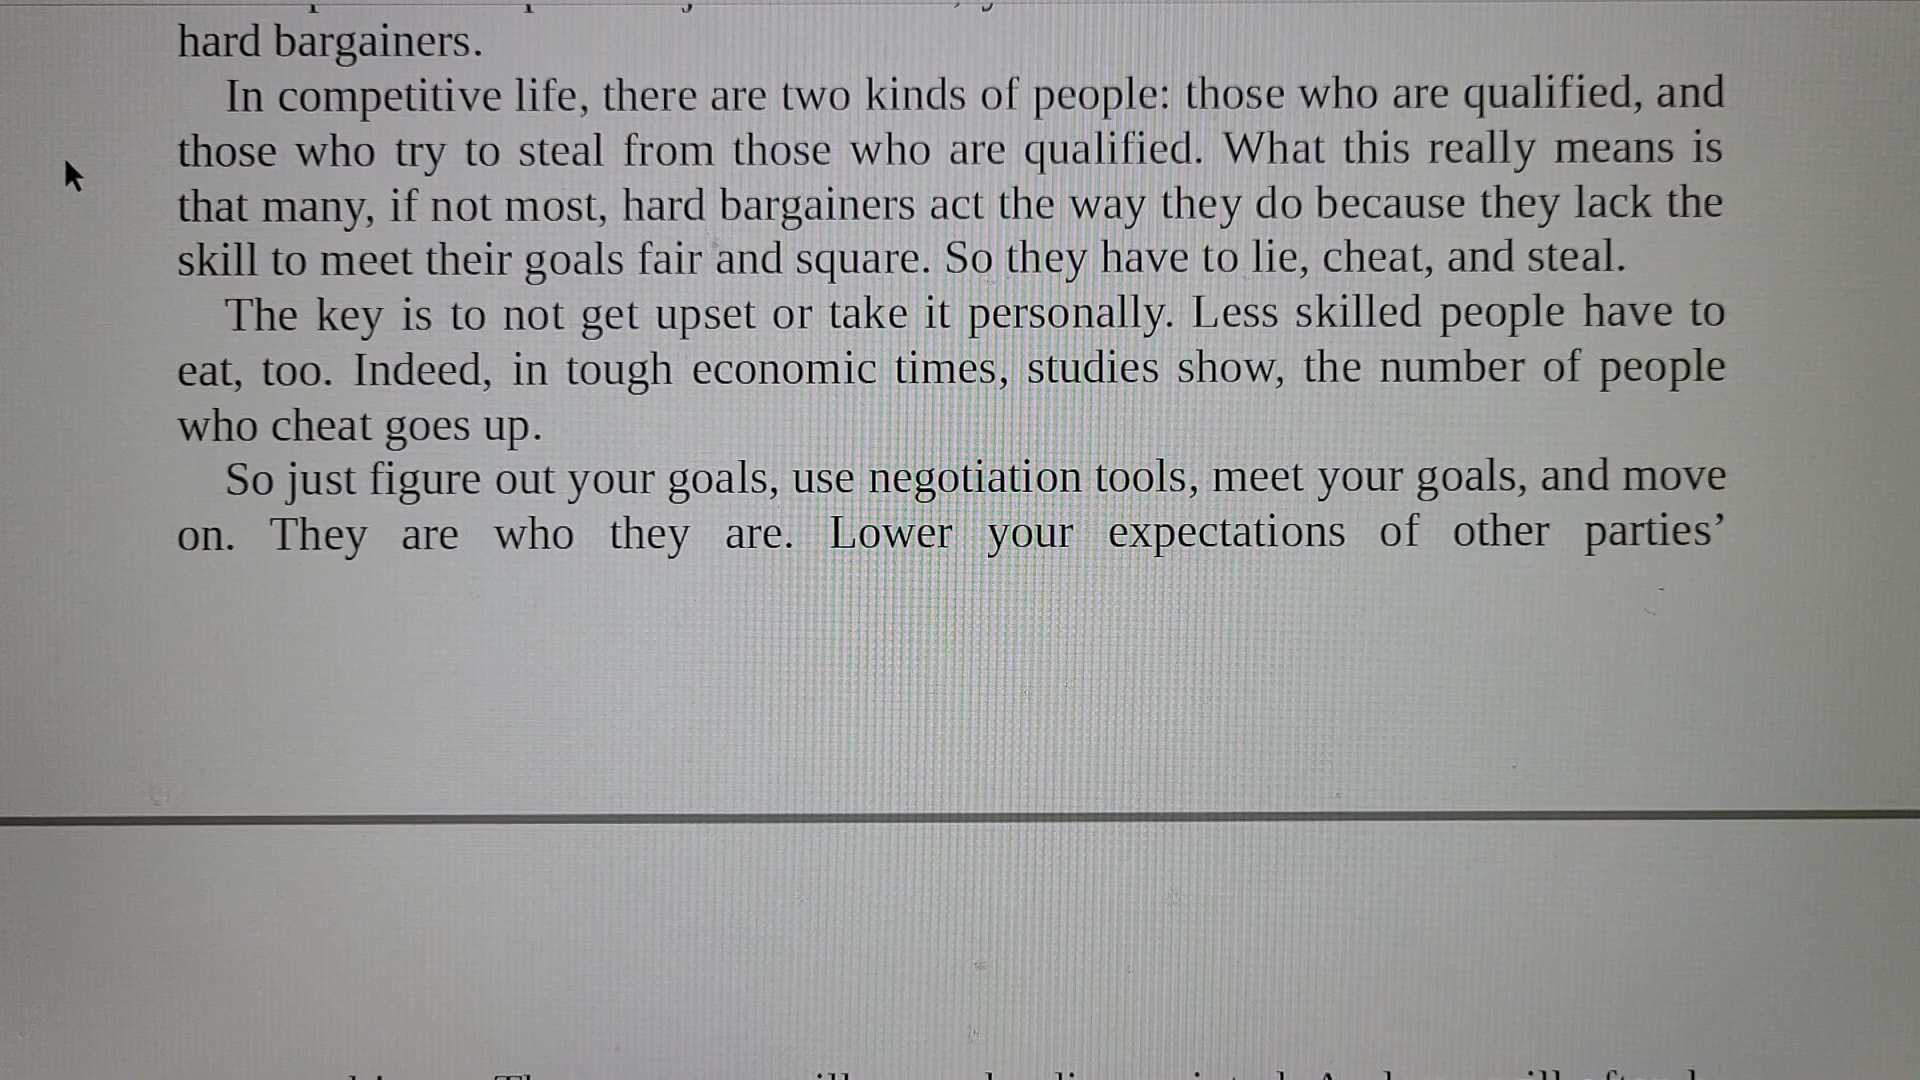 hard bargainers.
In competitive life, there are two kinds of people: those who are qualified, and
those who try to steal from those who are qualified. What this really means is
that many, if not most, hard bargainers act the way they do because they lack the
skill to meet their goals fair and square. So they have to lie, cheat, and steal.
The key is to not get upset or take it personally. Less skilled people have to
eat, too. Indeed, in tough economic times, studies show, the number of people
who cheat goes up.
So just figure out your goals, use negotiation tools, meet your goals, and move
on. They are who they are. Lower your expectations of other parties’